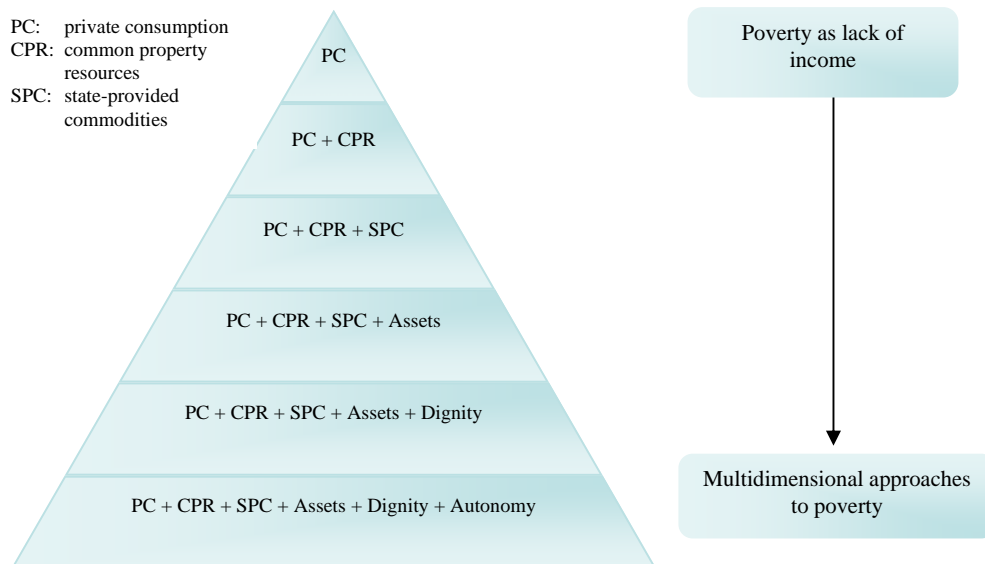 PC: private consumption
CPR: common property
resources
SPC: state-provided
commodities
PC
PC + CPR
PC + CPR + SPC
PC + CPR + SPC + Assets
PC + CPR + SPC + Assets + Dignity
PC + CPR + SPC + Assets + Dignity + Autonomy
Poverty as lack of
income
Multidimensional approaches
to poverty